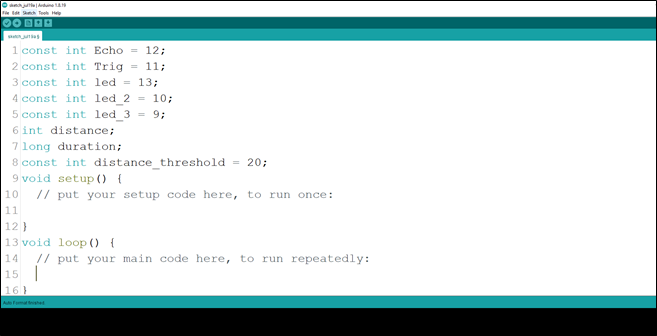 sketch_jul19a | Arduino 1.8.19
File Edit Sketch Tools Help
sketch_jul19a §
1 const int Echo = 12;
2 const int Trig = 11;
3 const int led = 13;
4 const int led_2 = 10;
5 const int led_3 = 9;
6 int distance;
7 long duration;
8 const int distance_threshold = 20;
9 void setup() {
10 // put your setup code here, to run once:
11
12 }
13 void loop() {
14 // put your main code here, to run repeatedly:
15
16 }
Auto Format finished.